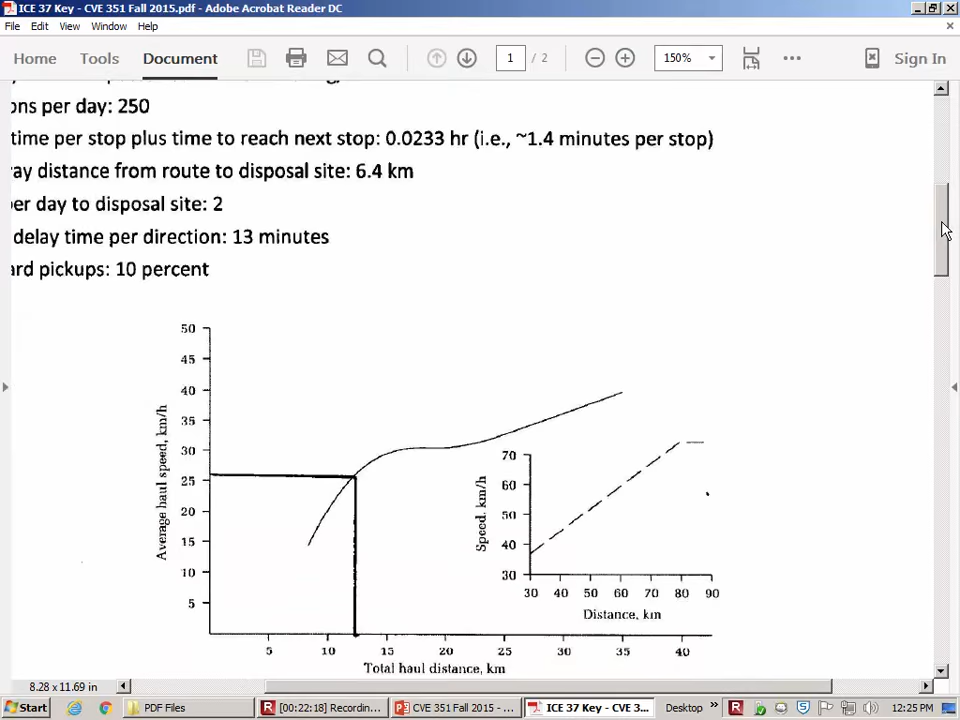 ICE 37 Key - CVE 351 Fall 2015.pdf - Adobe Acrobat Reader DC
File Edit View Window Help
Home Tools Document 1 / 2 150% Sign In
ons per day: 250
time per stop plus time to reach next stop: 0.0233 hr (i.e., ~1.4 minutes per stop)
ay distance from route to disposal site: 6.4 km
per day to disposal site: 2
delay time per direction: 13 minutes
ard pickups: 10 percent
50
45
40
35
30
25
20
15
10
5
Average haul speed, km/h
5 10 15 20 25 30 35 40
Total haul distance, km
70
60
50
40
30
Speed, km/h
30 40 50 60 70 80 90
Distance, km
8.28 x 11.69 in
Start PDF Files [00:22:18] Recordin... CVE 351 Fall 2015 - ... ICE 37 Key - CVE 3... Desktop 12:25 PM